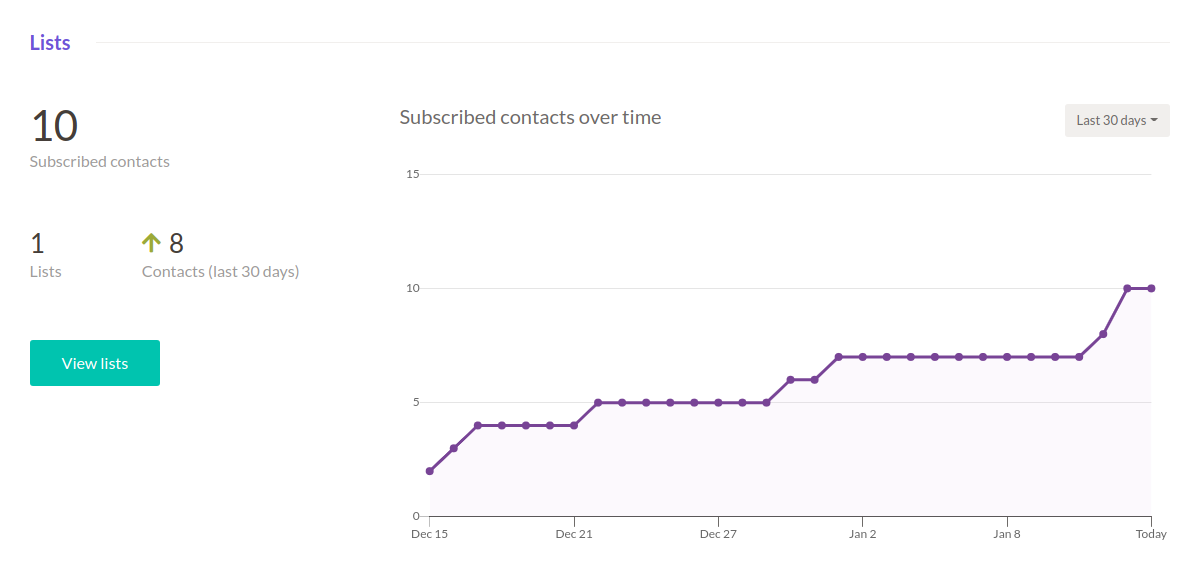 Lists
10
Subscribed contacts
1
Lists
8
Contacts (last 30 days)
View lists
Subscribed contacts over time
Last 30 days
15
10
5
0
Dec 15 Dec 21 Dec 27 Jan 2 Jan 8 Today